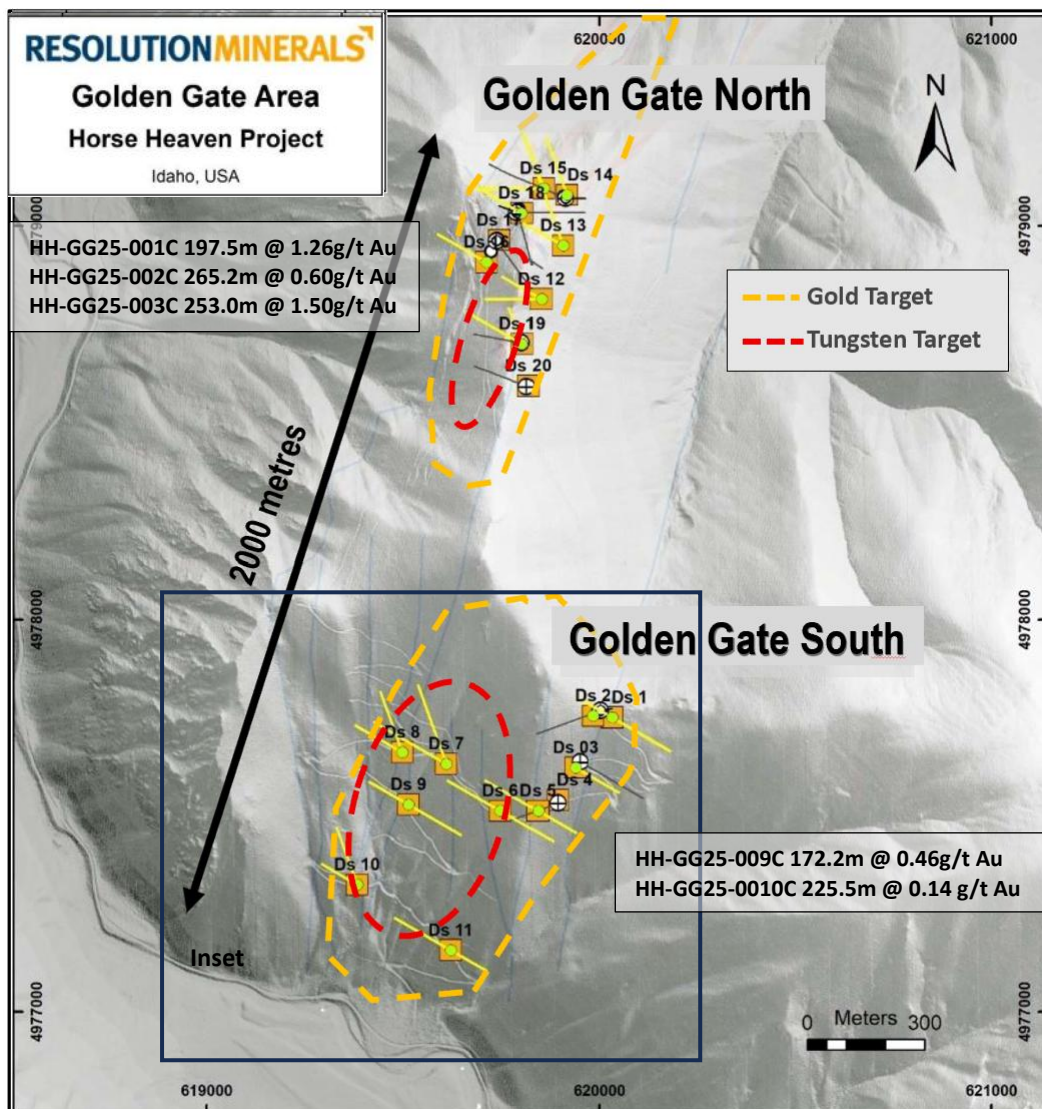 RESOLUTIONMINERALS
Golden Gate Area
Horse Heaven Project
Idaho, USA
620000
621000
Golden Gate North
N
Ds 15
Ds 14
Ds 18
Ds 17
Ds 13
Ds 16
Ds 12
Ds 19
Ds 20
4979000
4979000
HH-GG25-001C 197.5m @ 1.26g/t Au
HH-GG25-002C 265.2m @ 0.60g/t Au
HH-GG25-003C 253.0m @ 1.50g/t Au
Gold Target
Tungsten Target
2000 metres
4978000
4978000
Golden Gate South
Ds 2
Ds 1
Ds 8
Ds 7
Ds 03
Ds 9
Ds 6
Ds 5
Ds 4
Ds 10
Ds 11
HH-GG25-009C 172.2m @ 0.46g/t Au
HH-GG25-0010C 225.5m @ 0.14 g/t Au
Inset
4977000
4977000
0 Meters 300
619000
620000
621000